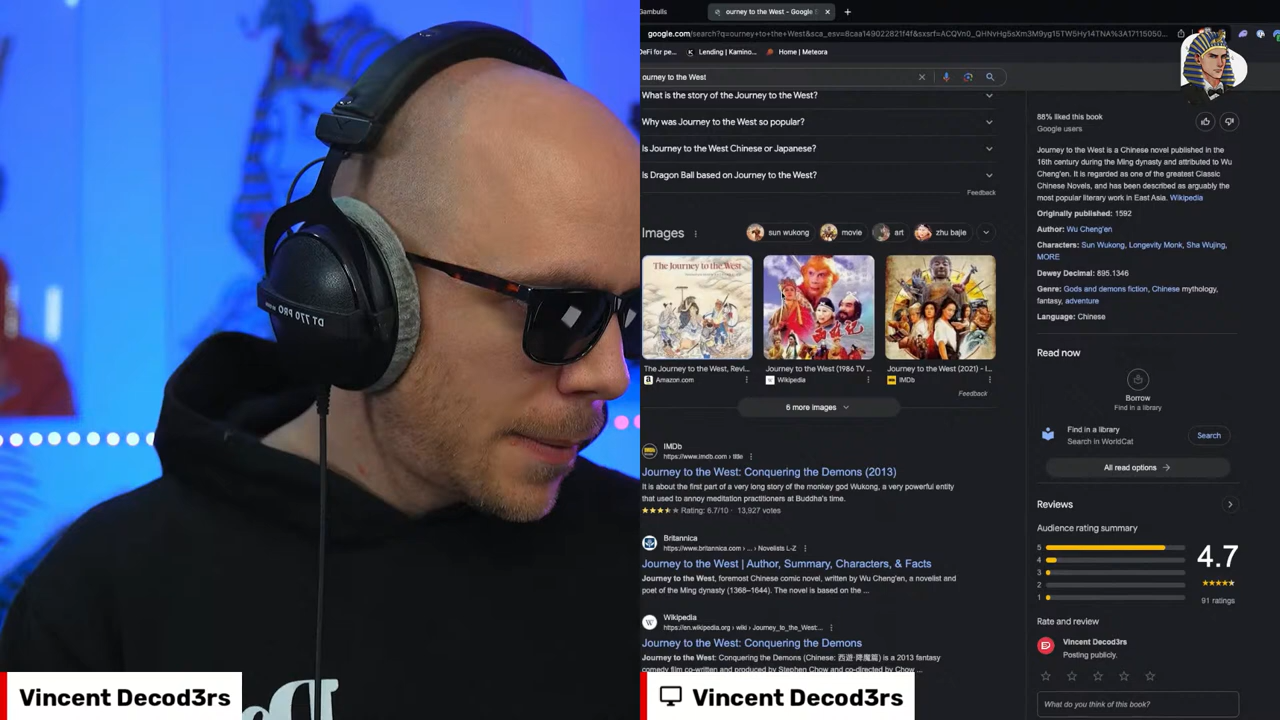 Gambulls
ourney to the West - Google
google.com/search?q=ourney+to+the+West&sca_esv=8caa149022821f4f&sxsrf=
DeFi for pe...
Lending | Kamino...
Home | Meteora
ourney to the West
What is the story of the Journey to the West?
Why was Journey to the West so popular?
Is Journey to the West Chinese or Japanese?
Is Dragon Ball based on Journey to the West?
Feedback
Images
sun wukong
movie
art
zhu bajie
The Journey to the West
The Journey to the West, Revi...
Amazon.com
Journey to the West (1986 TV ...
Wikipedia
Journey to the West (2021) - I...
IMDb
Feedback
6 more images
IMDb
https://www.imdb.com › title
Journey to the West: Conquering the Demons (2013)
It is about the first part of a very long story of the monkey god Wukong, a very powerful entity
that used to annoy meditation practitioners at Buddha's time.
Rating: 6.7/10 · 13,927 votes
Britannica
https://www.britannica.com › ... › Novelists L-Z
Journey to the West | Author, Summary, Characters, & Facts
Journey to the West, foremost Chinese comic novel, written by Wu Cheng'en, a novelist and
poet of the Ming dynasty (1368–1644). The novel is based on the ...
Wikipedia
https://en.wikipedia.org › wiki › Journey_to_the_West:...
Journey to the West: Conquering the Demons
Journey to the West: Conquering the Demons (Chinese: 西遊·降魔篇) is a 2013 fantasy
comedy film co-written and produced by Stephen Chow and co-directed by Chow ...
88% liked this book
Google users
Journey to the West is a Chinese novel published in the
16th century during the Ming dynasty and attributed to Wu
Cheng'en. It is regarded as one of the greatest Classic
Chinese Novels, and has been described as arguably the
most popular literary work in East Asia. Wikipedia
Originally published: 1592
Author: Wu Cheng'en
Characters: Sun Wukong, Longevity Monk, Sha Wujing,
MORE
Dewey Decimal: 895.1346
Genre: Gods and demons fiction, Chinese mythology,
fantasy, adventure
Language: Chinese
Read now
Borrow
Find in a library
Find in a library
Search in WorldCat
Search
All read options
Reviews
Audience rating summary
5
4
3
2
1
4.7
91 ratings
Rate and review
Vincent Decod3rs
Posting publicly.
What do you think of this book?
DT 770 PRO
Vincent Decod3rs
Vincent Decod3rs